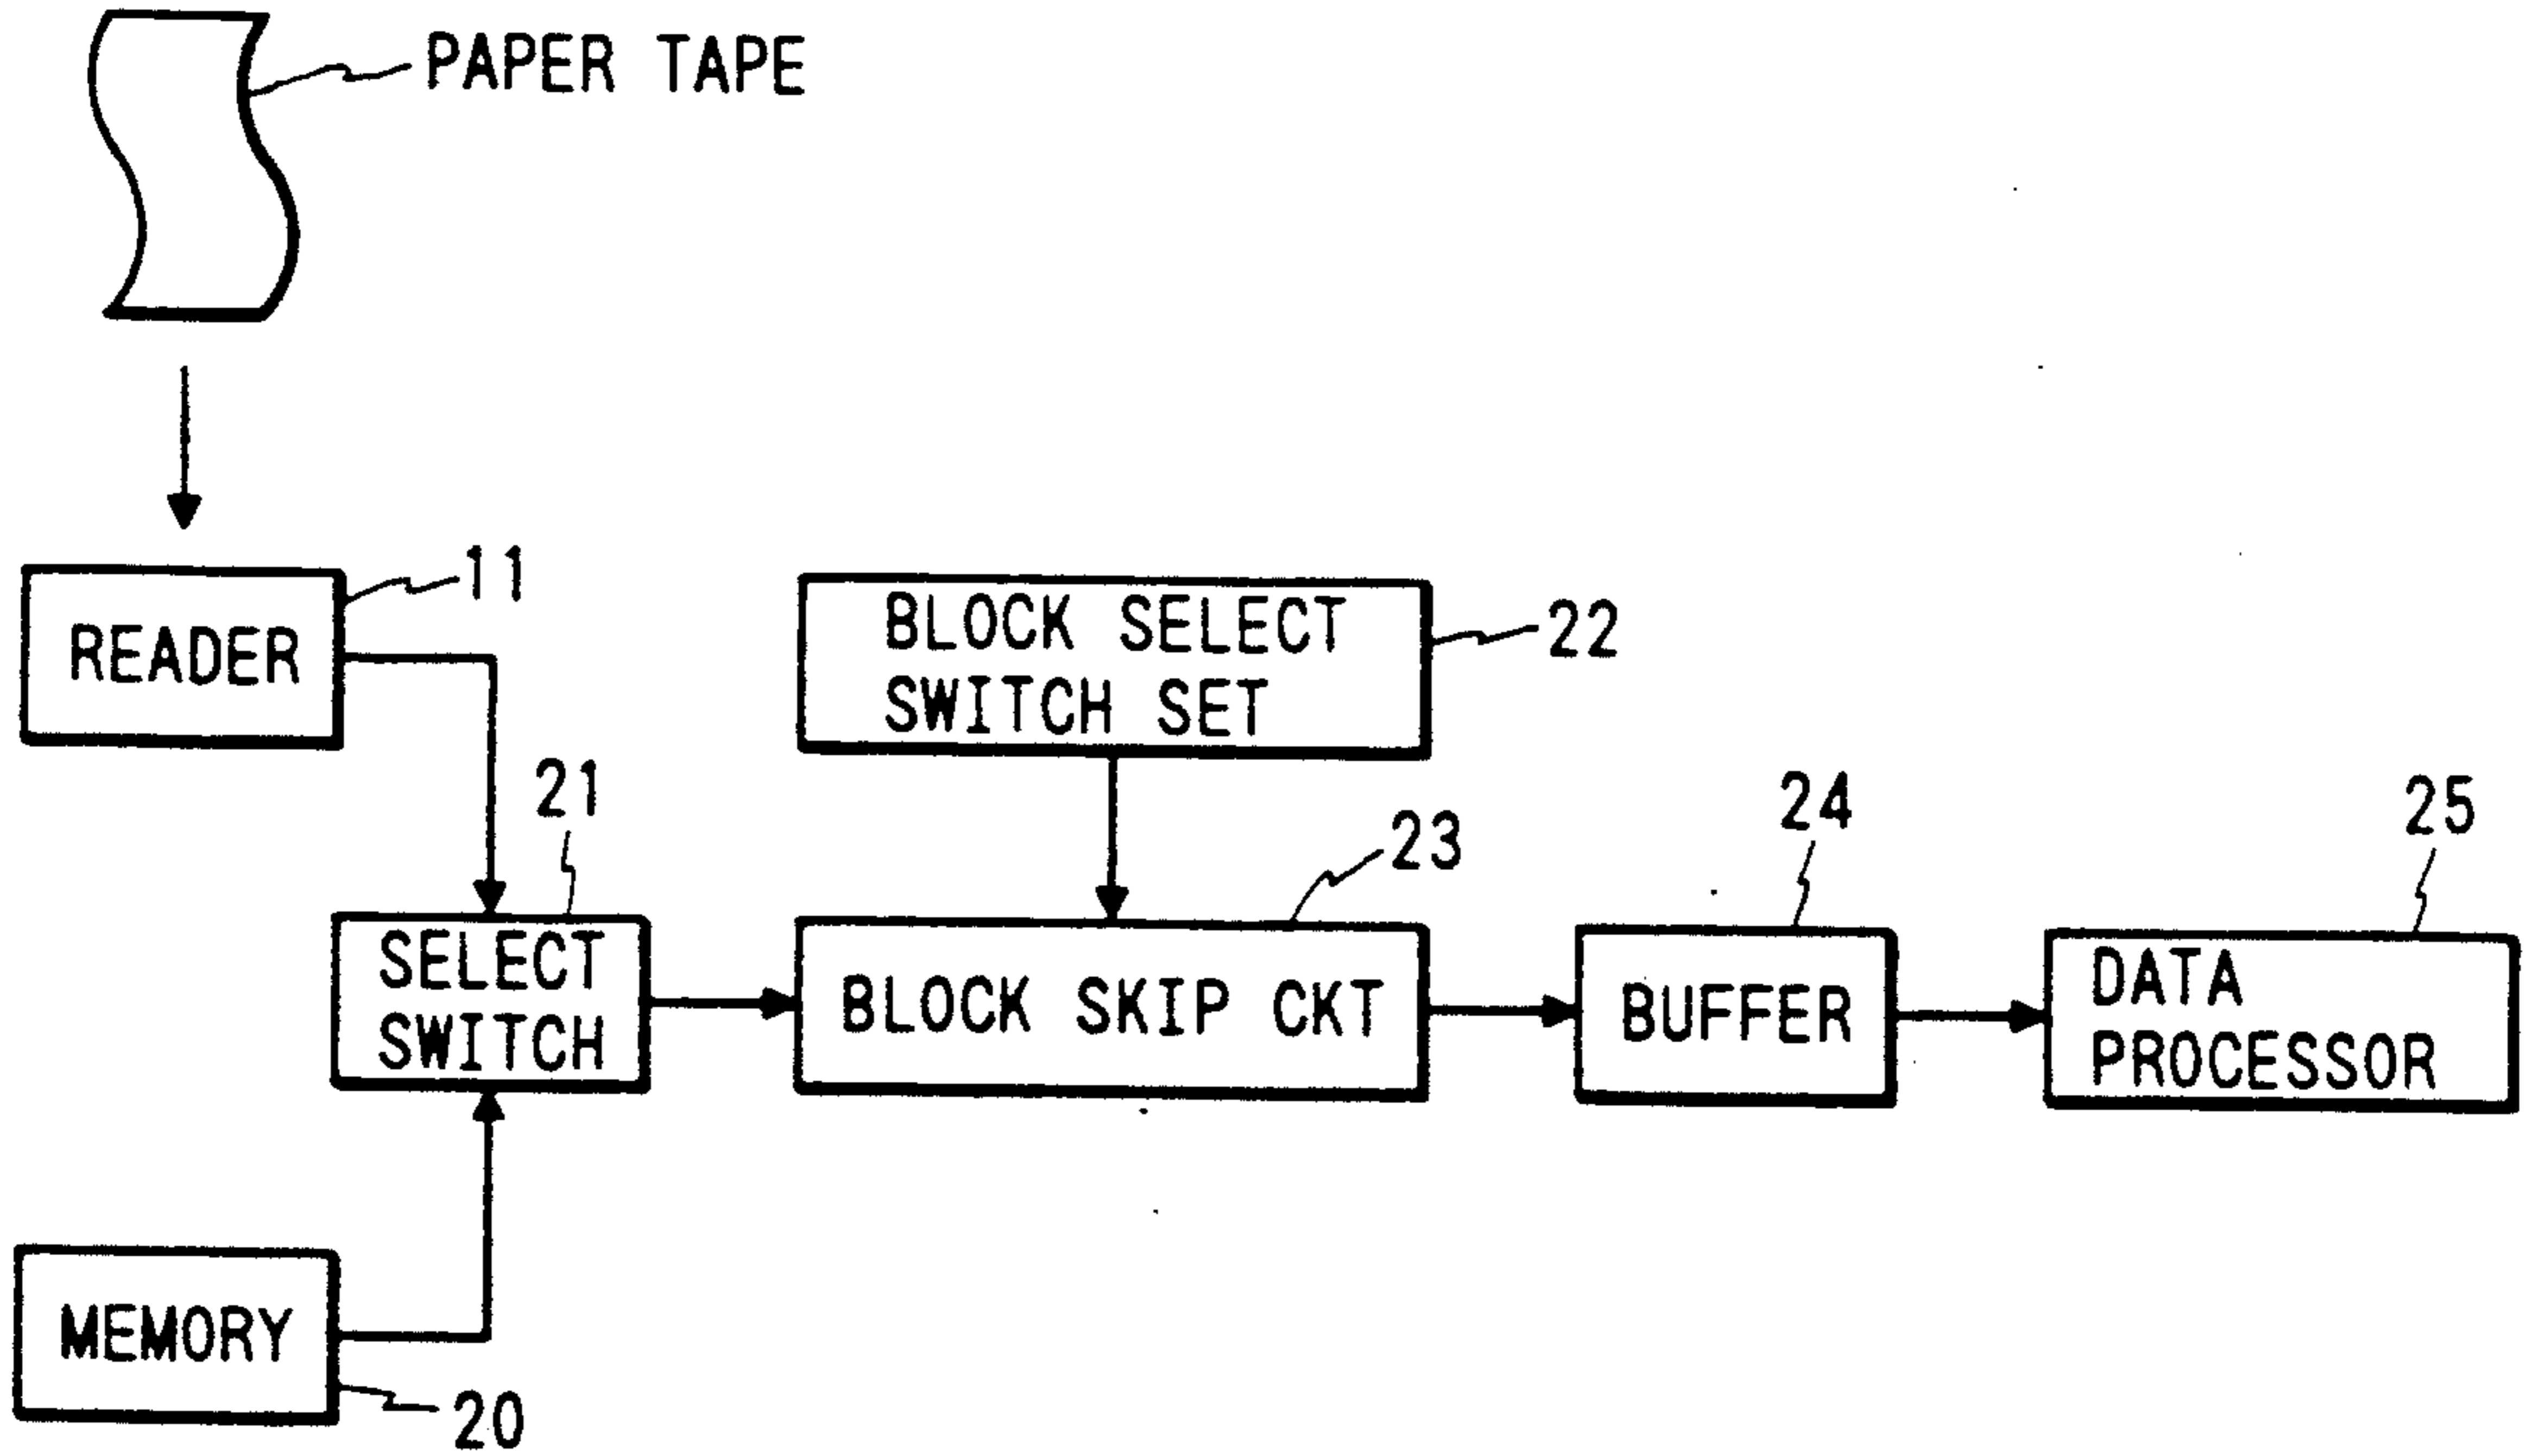 PAPER TAPE
11
READER
BLOCK SELECT
SWITCH SET
22
21
23
24
25
SELECT
SWITCH
BLOCK SKIP CKT
BUFFER
DATA
PROCESSOR
MEMORY
20